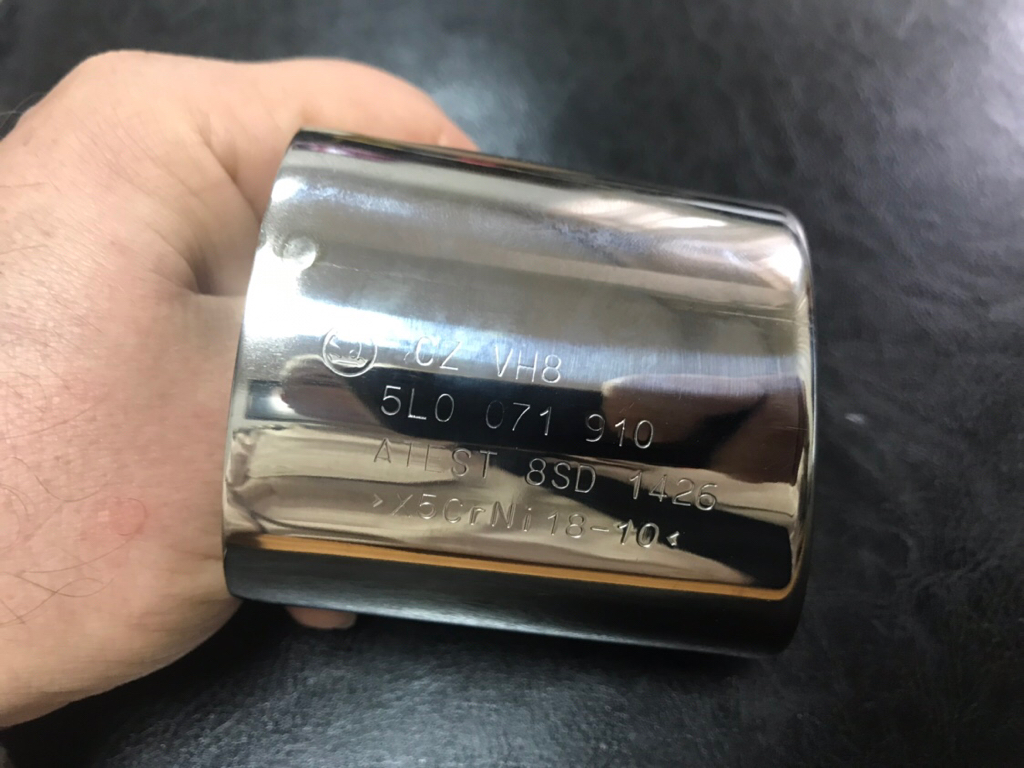 CZ VH8
5L0 071 910
ATEST 8SD 1426
>X5CrNi18-10<